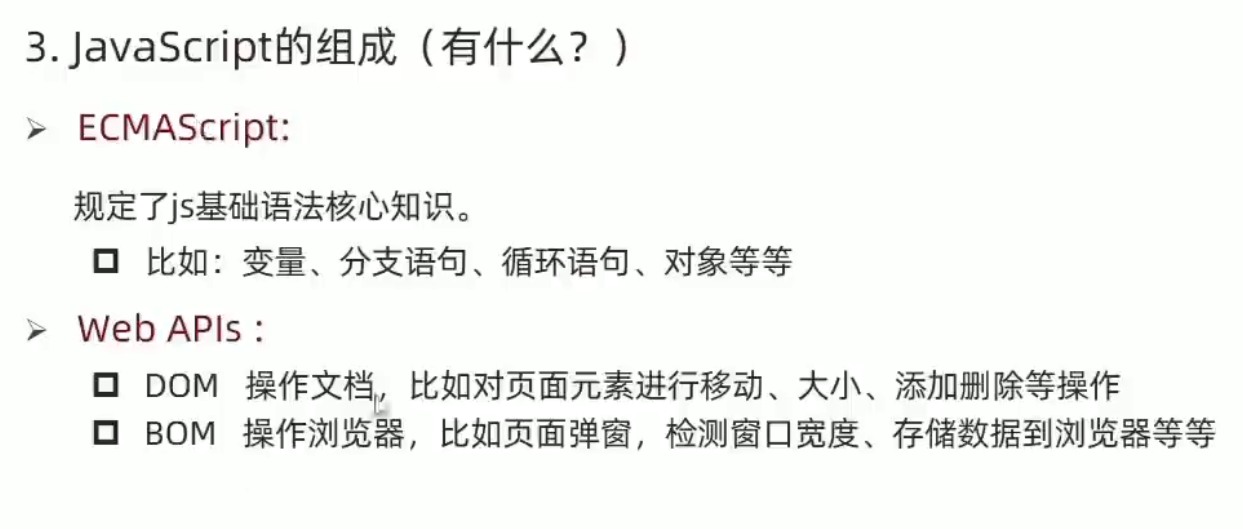 3. JavaScript的组成（有什么？）
ECMAScript:
规定了js基础语法核心知识。
比如：变量、分支语句、循环语句、对象等等
Web APIs :
DOM 操作文档，比如对页面元素进行移动、大小、添加删除等操作
BOM 操作浏览器，比如页面弹窗，检测窗口宽度、存储数据到浏览器等等